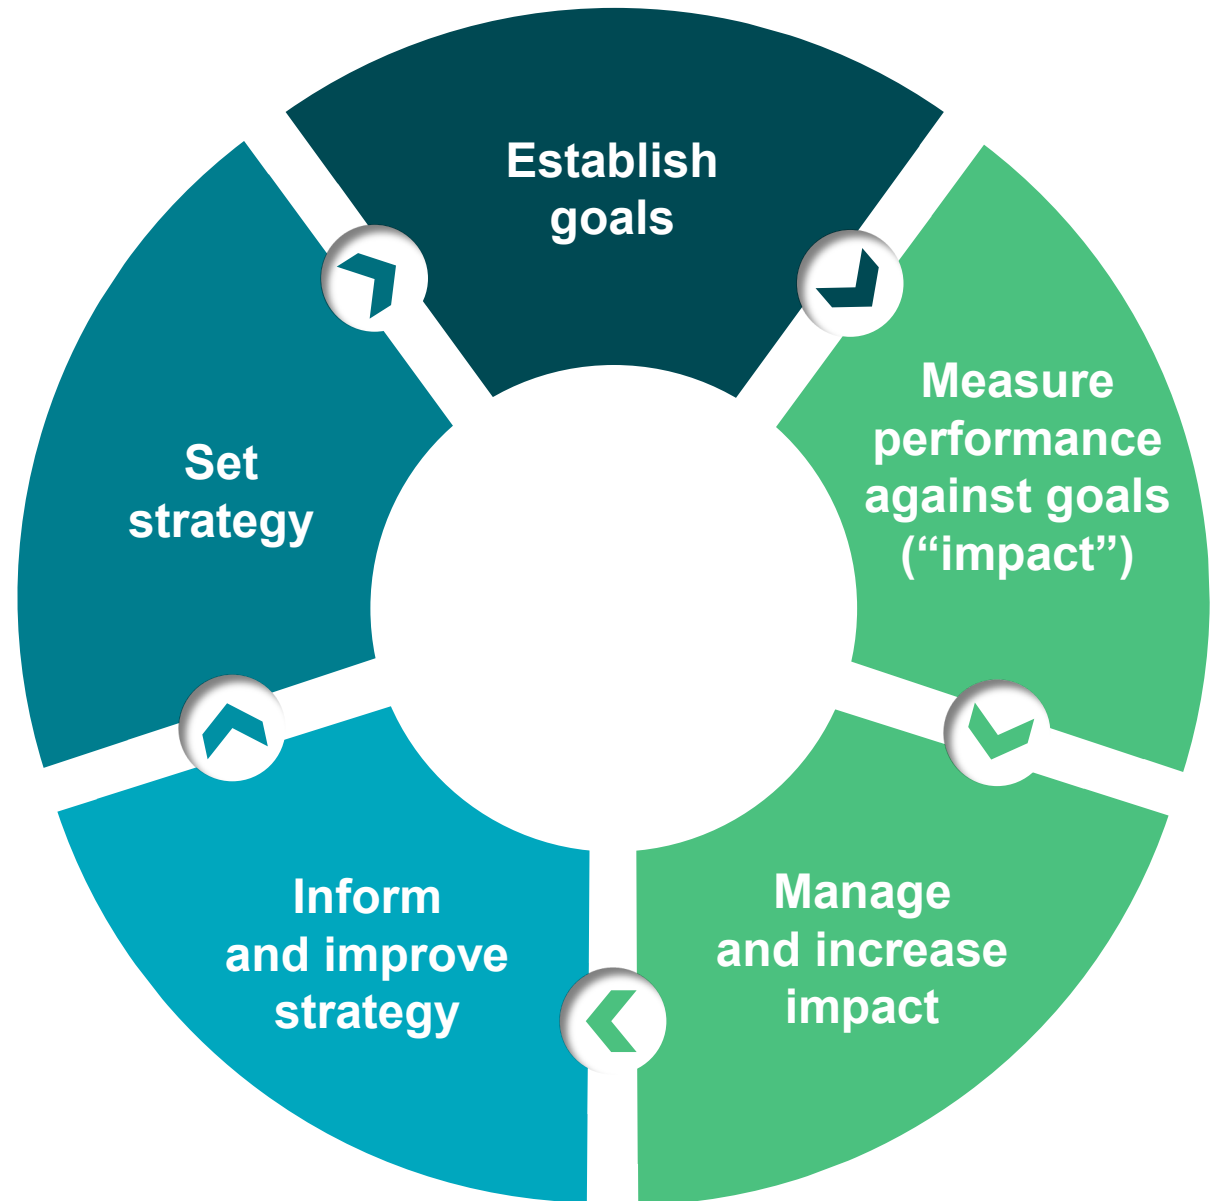 Establish
goals
Measure
performance
against goals
(“impact”)
Manage
and increase
impact
Inform
and improve
strategy
Set
strategy